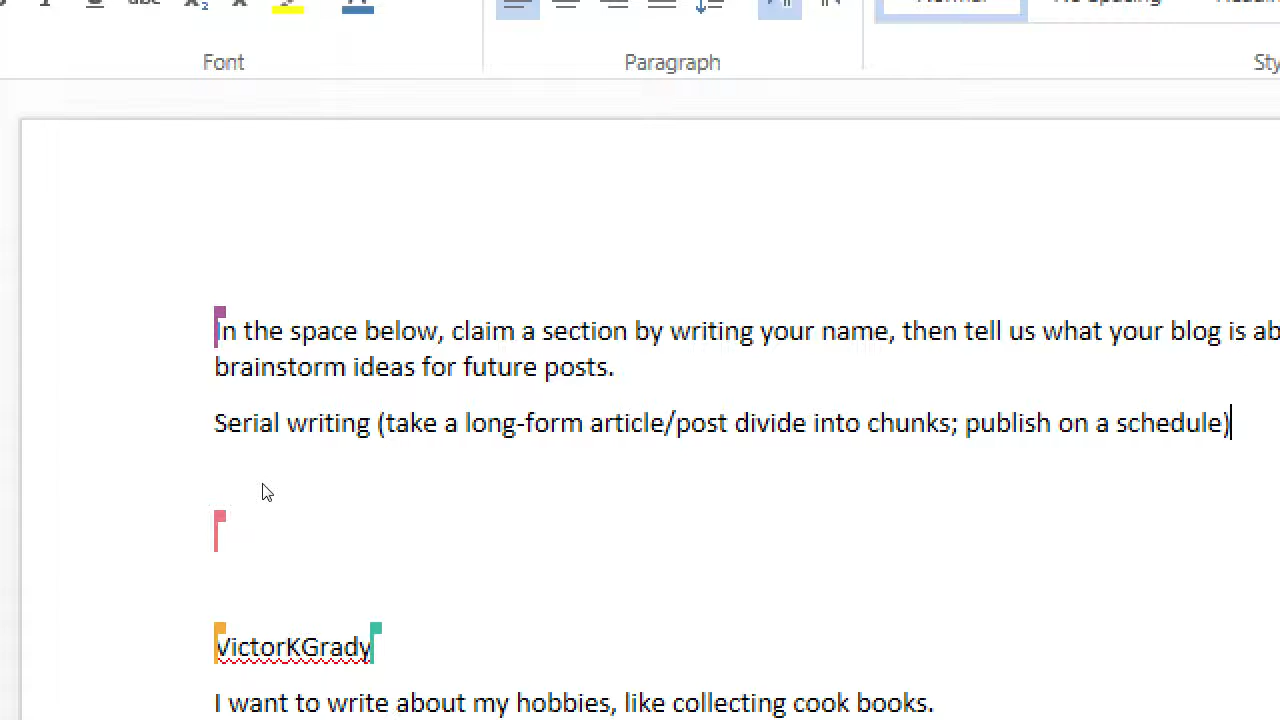 Font Paragraph
In the space below, claim a section by writing your name, then tell us what your blog is
brainstorm ideas for future posts.
Serial writing (take a long-form article/post divide into chunks; publish on a schedule)
VictorKGrady
I want to write about my hobbies, like collecting cook books.